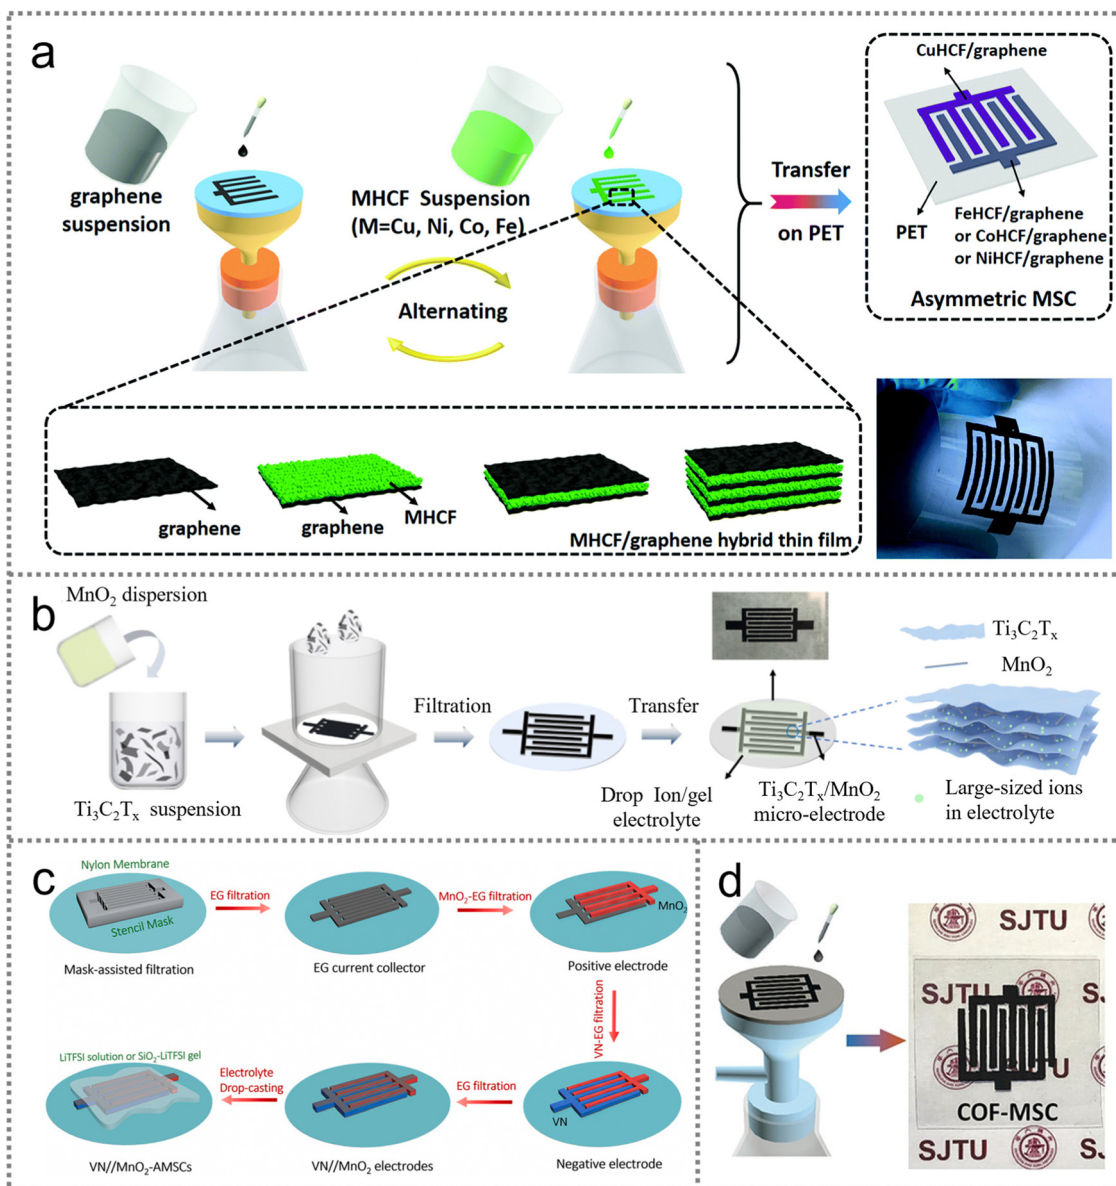 a
graphene
suspension
MHCF Suspension
(M=Cu, Ni, Co, Fe)
Alternating
Transfer
on PET
CuHCF/graphene
PET
FeHCF/graphene
or CoHCF/graphene
or NiHCF/graphene
Asymmetric MSC
graphene
graphene
MHCF
MHCF/graphene hybrid thin film
b
MnO₂ dispersion
Ti₃C₂Tₓ suspension
Filtration
Transfer
Drop Ion/gel
electrolyte
Ti₃C₂Tₓ/MnO₂
micro-electrode
Ti₃C₂Tₓ
MnO₂
Large-sized ions
in electrolyte
c
Nylon Membrane
Stencil Mask
Mask-assisted filtration
EG filtration
EG current collector
MnO₂-EG filtration
MnO₂
Positive electrode
VN-EG filtration
VN
Negative electrode
EG filtration
VN//MnO₂ electrodes
Electrolyte
Drop-casting
LiTFSI solution or SiO₂-LiTFSI gel
VN//MnO₂-AMSCs
d
SJTU
SJTU
SJTU
COF-MSC
SJTU